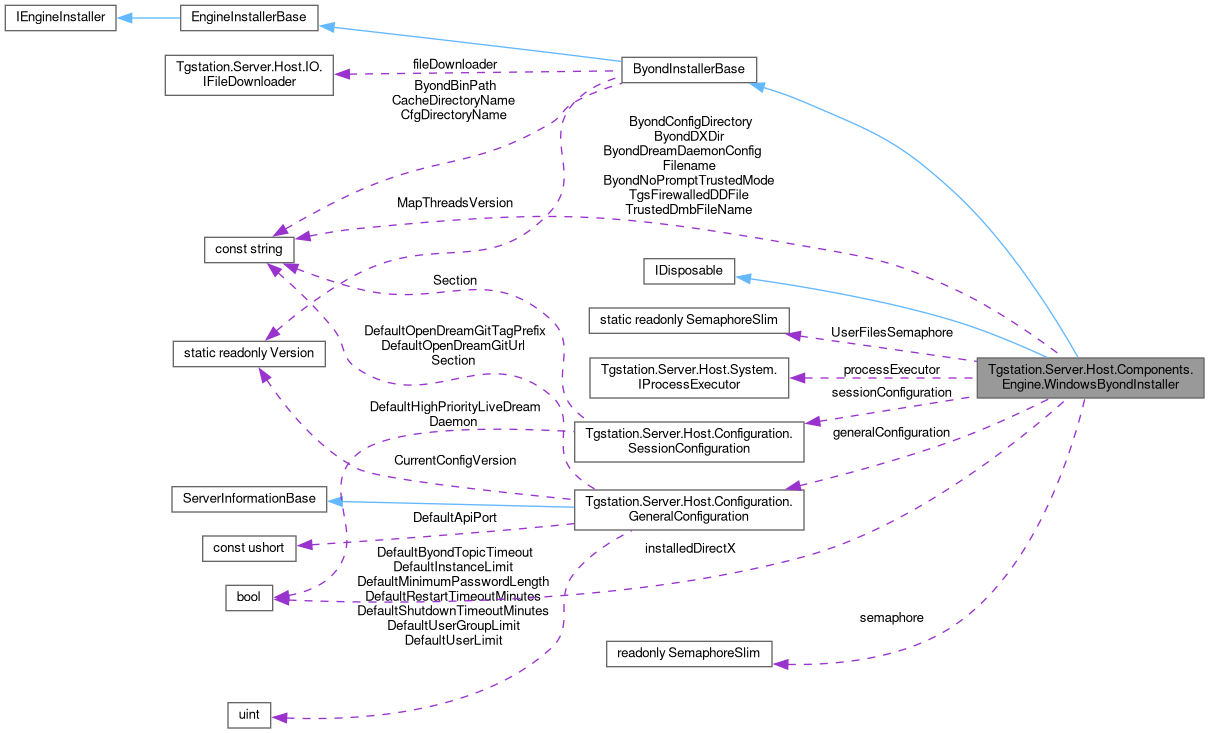 IEngineInstaller
EngineInstallerBase
Tgstation.Server.Host.IO.
IFileDownloader
fileDownloader
ByondInstallerBase
ByondBinPath
CacheDirectoryName
CfgDirectoryName
ByondConfigDirectory
ByondDXDir
ByondDreamDaemonConfig
Filename
ByondNoPromptTrustedMode
TgsFirewalledDDFile
TrustedDmbFileName
MapThreadsVersion
const string
IDisposable
Section
static readonly SemaphoreSlim
UserFilesSemaphore
DefaultOpenDreamGitTagPrefix
DefaultOpenDreamGitUrl
Section
static readonly Version
Tgstation.Server.Host.System.
IProcessExecutor
processExecutor
Tgstation.Server.Host.Components.
Engine.WindowsByondInstaller
sessionConfiguration
DefaultHighPriorityLiveDream
Daemon
Tgstation.Server.Host.Configuration.
SessionConfiguration
generalConfiguration
CurrentConfigVersion
ServerInformationBase
Tgstation.Server.Host.Configuration.
GeneralConfiguration
DefaultApiPort
const ushort
installedDirectX
DefaultByondTopicTimeout
DefaultInstanceLimit
DefaultMinimumPasswordLength
DefaultRestartTimeoutMinutes
DefaultShutdownTimeoutMinutes
DefaultUserGroupLimit
DefaultUserLimit
bool
semaphore
readonly SemaphoreSlim
uint